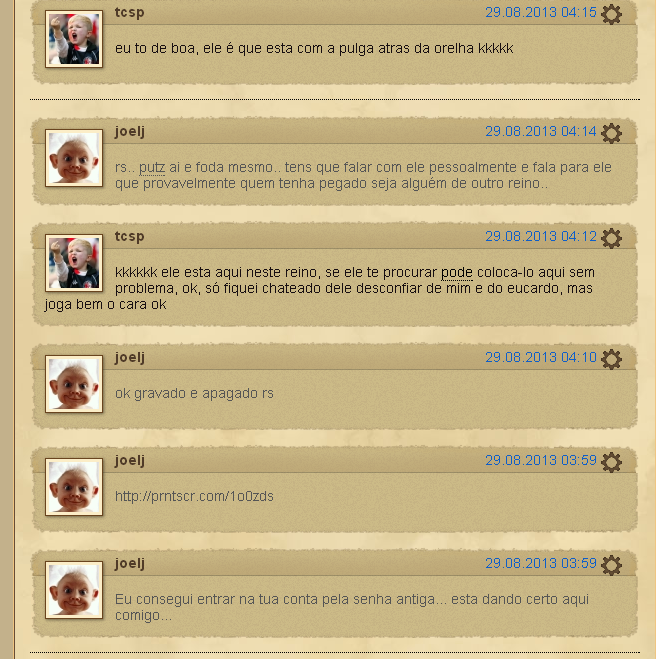 tcsp 29.08.2013 04:15
eu to de boa, ele é que esta com a pulga atras da orelha kkkkk
joelj 29.08.2013 04:14
rs.. putz ai e foda mesmo.. tens que falar com ele pessoalmente e fala para ele
que provavelmente quem tenha pegado seja alguém de outro reino..
tcsp 29.08.2013 04:12
kkkkkk ele esta aqui neste reino, se ele te procurar pode coloca-lo aqui sem
problema, ok, só fiquei chateado dele desconfiar de mim e do eucardo, mas
joga bem o cara ok
joelj 29.08.2013 04:10
ok gravado e apagado rs
joelj 29.08.2013 03:59
http://prntscr.com/1o0zds
joelj 29.08.2013 03:59
Eu consegui entrar na tua conta pela senha antiga... esta dando certo aqui
comigo...